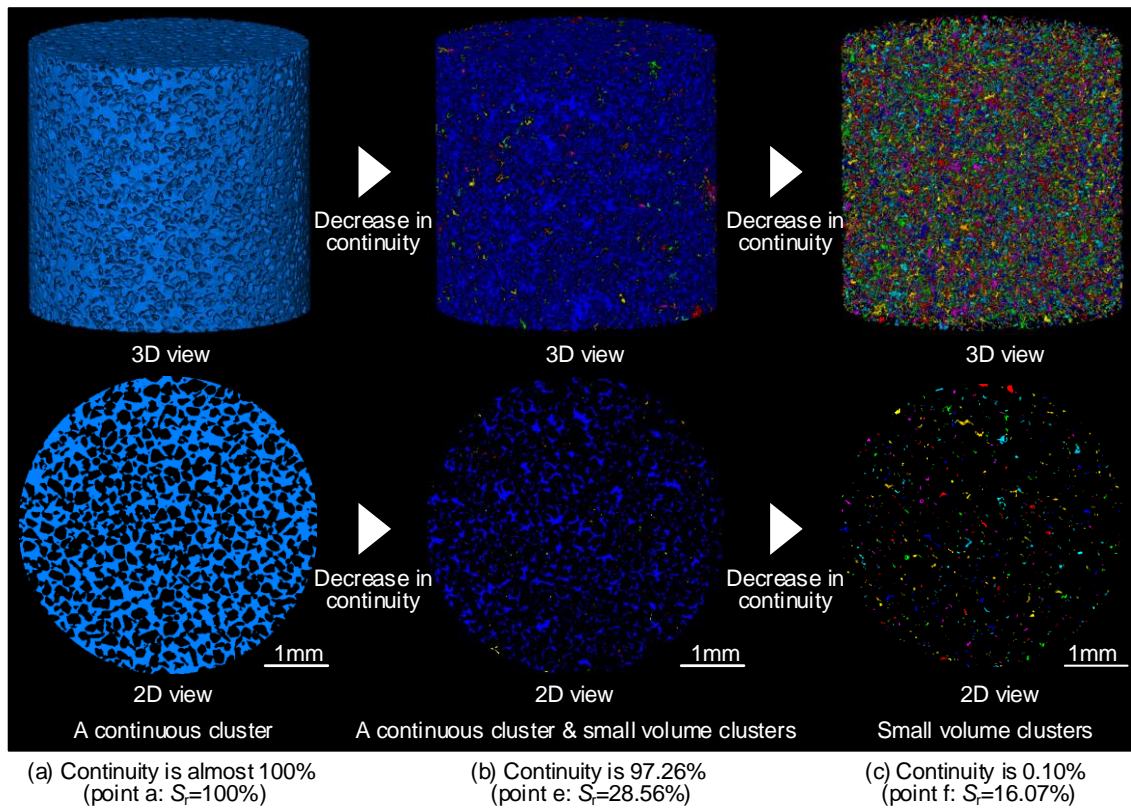 Decrease in
continuity
Decrease in
continuity
3D view
3D view
3D view
Decrease in
continuity
Decrease in
continuity
1mm
1mm
1mm
2D view
2D view
2D view
A continuous cluster
A continuous cluster & small volume clusters
Small volume clusters
(a) Continuity is almost 100%
(point a: Sr=100%)
(b) Continuity is 97.26%
(point e: Sr=28.56%)
(c) Continuity is 0.10%
(point f: Sr=16.07%)